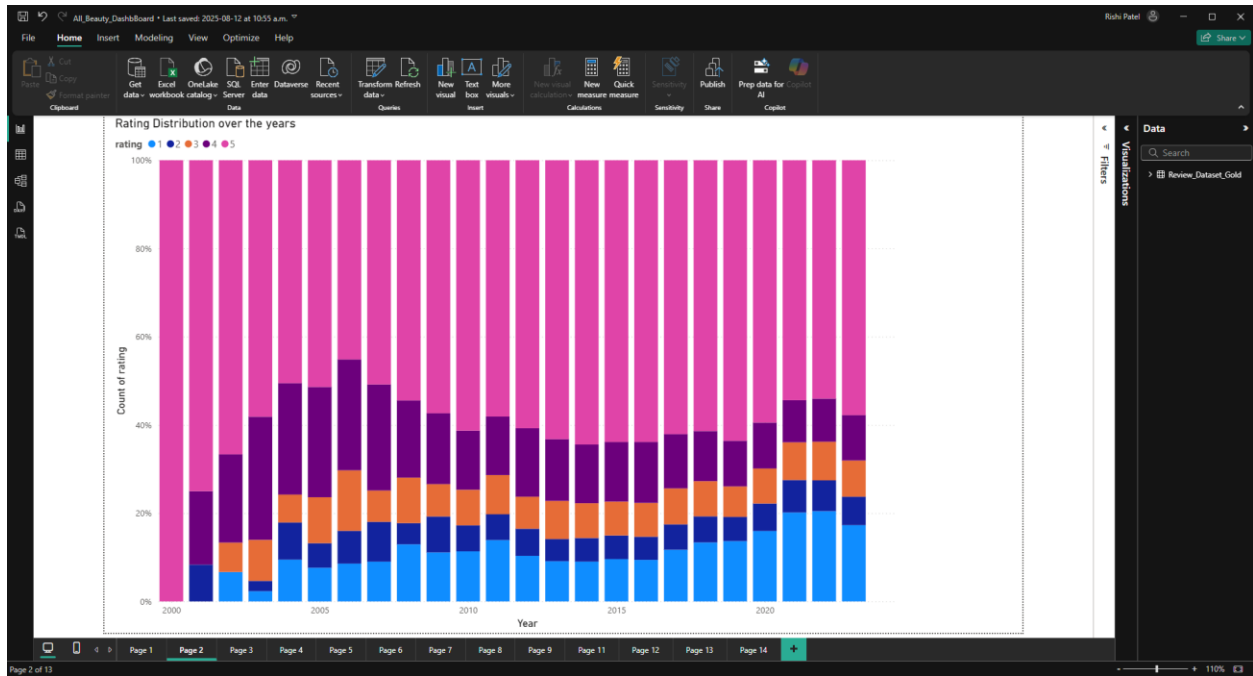 All_Beauty_DashbBoard • Last saved: 2025-08-12 at 10:55 a.m.
Rishi Patel
File Home Insert Modeling View Optimize Help
Share
Paste
Cut
Copy
Format painter
Clipboard
Get data
Excel workbook
OneLake catalog
SQL Server
Enter data
Dataverse
Recent sources
Data
Transform data
Refresh
Queries
New visual
Text box
More visuals
Insert
New visual calculation
New measure
Quick measure
Calculations
Sensitivity
Sensitivity
Publish
Share
Prep data for AI
Copilot
Copilot
Rating Distribution over the years
rating 1 2 3 4 5
100%
80%
60%
40%
20%
0%
Count of rating
2000 2005 2010 2015 2020
Year
Filters
Visualizations
Data
Search
Review_Dataset_Gold
Page 1 Page 2 Page 3 Page 4 Page 5 Page 6 Page 7 Page 8 Page 9 Page 11 Page 12 Page 13 Page 14 +
Page 2 of 13
- + 110%